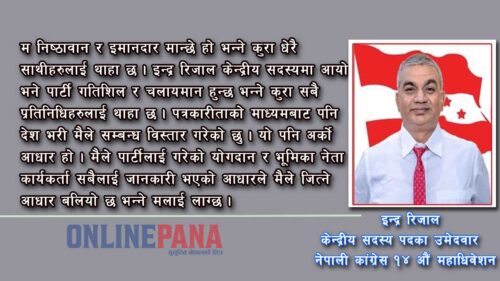 म निष्ठावान र इमानदार मान्छे हो भन्ने कुरा धेरै
साथीहरुलाई थाहा छ । इन्द्र रिजाल केन्द्रीय सदस्यमा आयो
भने पार्टी गतिशिल र चलायमान हुन्छ भन्ने कुरा सबै
प्रतिनिधिहरुलाई थाहा छ । पत्रकारीताको माध्यमबाट पनि
देश भरी मैले सम्बन्ध विस्तार गरेको छु । यो पनि अर्को
आधार हो । मैले पार्टीलाई गरेको योगदान र भूमिका नेता
कार्यकर्ता सबैलाई जानकारी भएको आधारले मैले जित्ने
आधार बलियो छ भन्ने मलाई लाग्छ ।
ONLINEPANA
इन्द्र रिजाल
केन्द्रीय सदस्य पदका उमेदवार
नेपाली कांग्रेस १४ औं महाधिवेशन